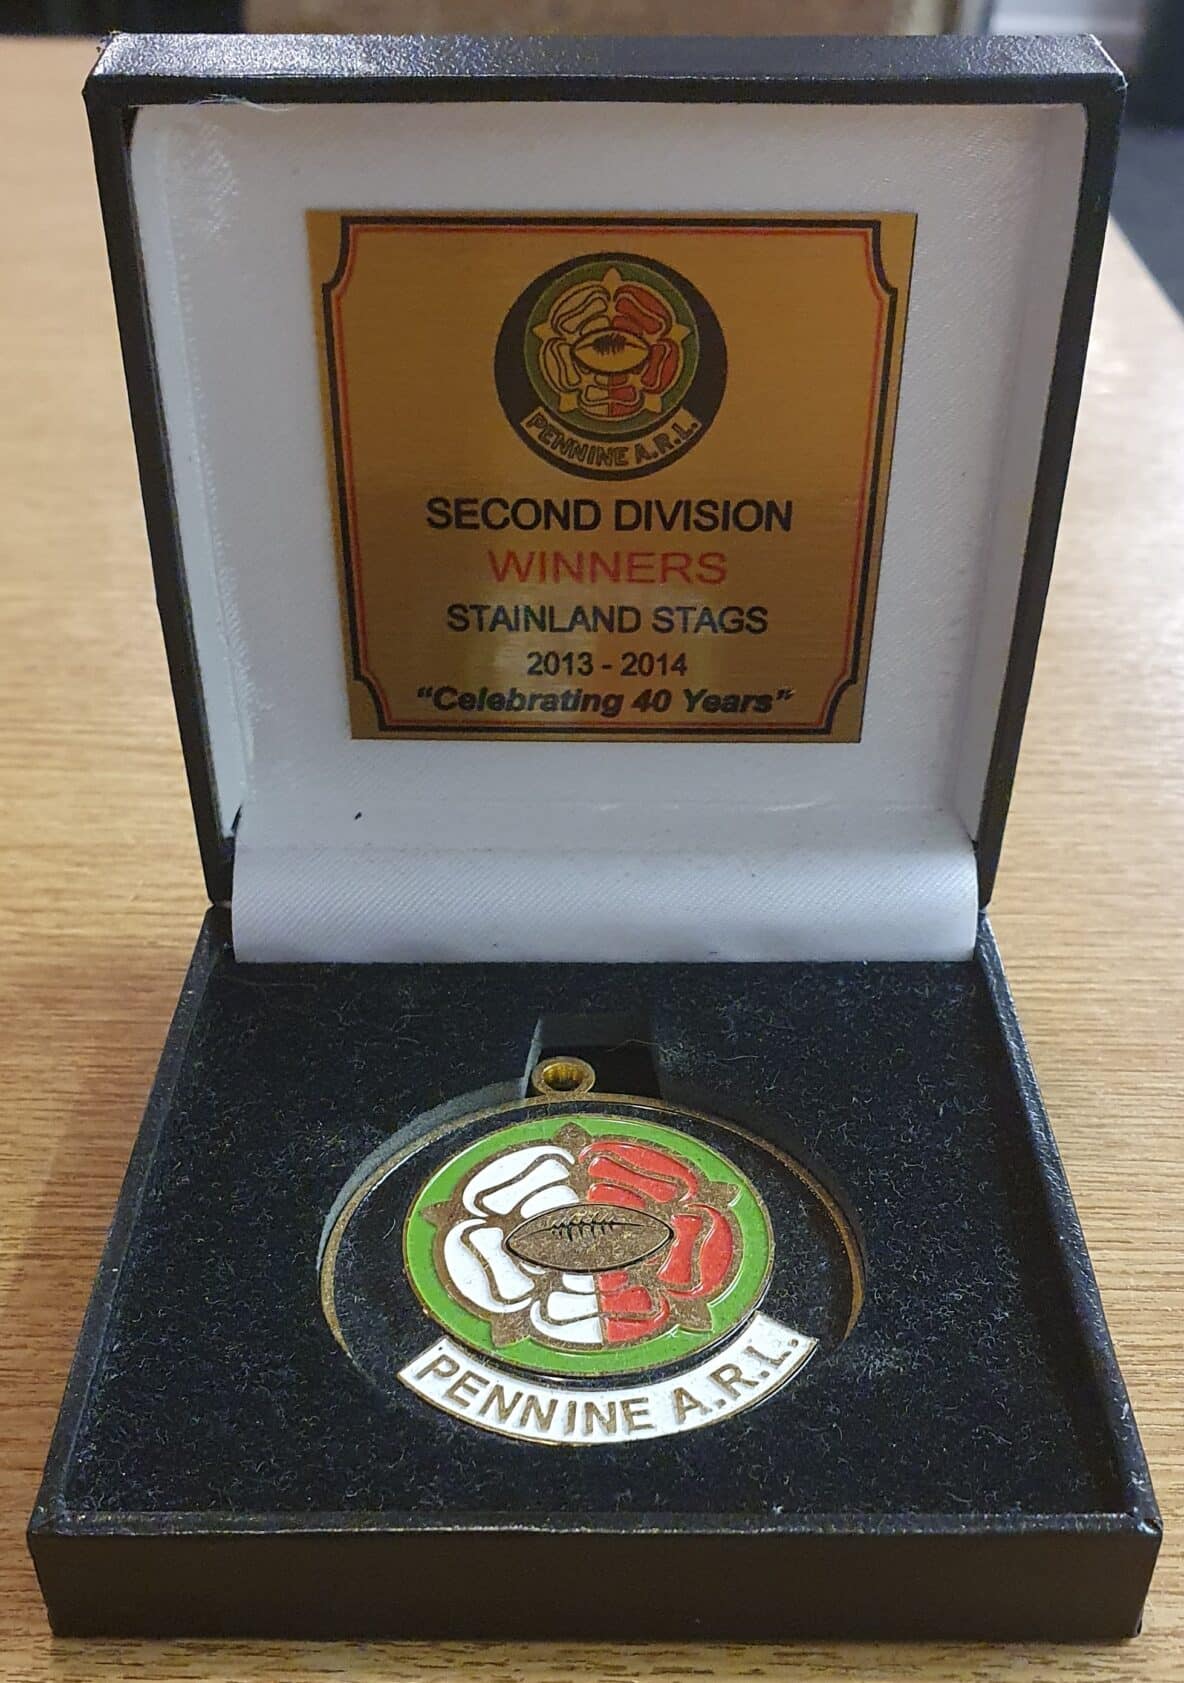 PENNINE A.R.L.
SECOND DIVISION
WINNERS
STAINLAND STAGS
2013 - 2014
"Celebrating 40 Years"
PENNINE A.R.L.